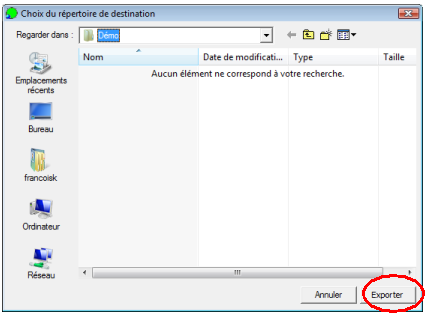 Choix du répertoire de destination
Regarder dans :
Démo
Nom
Date de modificati...
Type
Taille
Aucun élément ne correspond à votre recherche.
Emplacements
récents
Bureau
francoisk
Ordinateur
Réseau
Annuler
Exporter